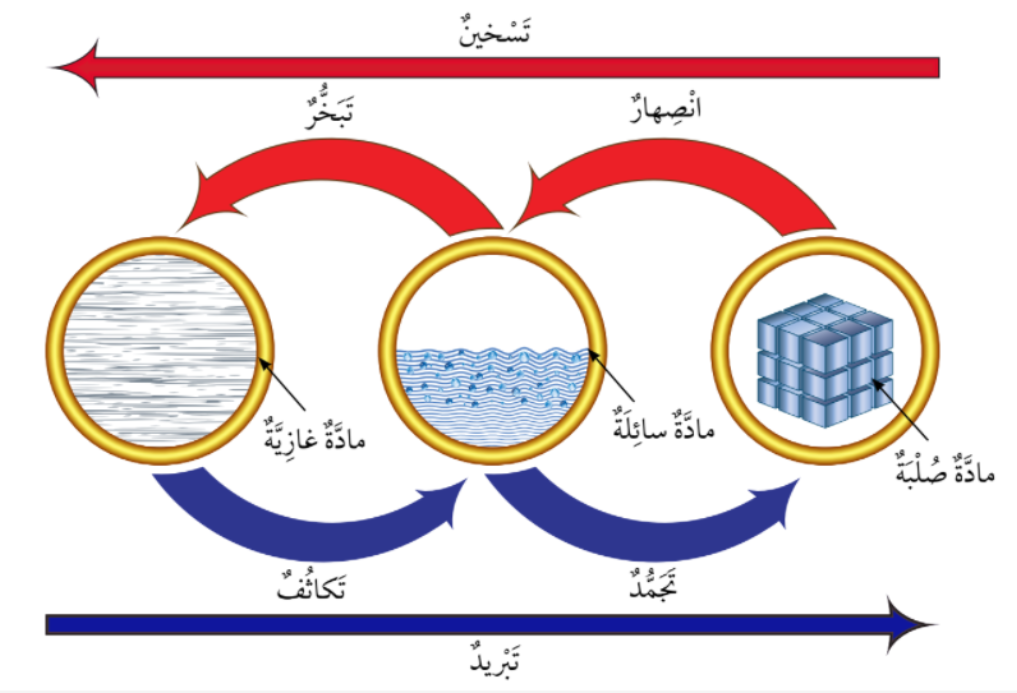 تَسْخينٌ
انْصِهارٌ
تَبَخُّرٌ
مادَّةٌ صُلْبَةٌ
مادَّةٌ سائِلَةٌ
مادَّةٌ غازِيَّةٌ
تَجَمُّدٌ
تَكاثُفٌ
تَبْريدٌ